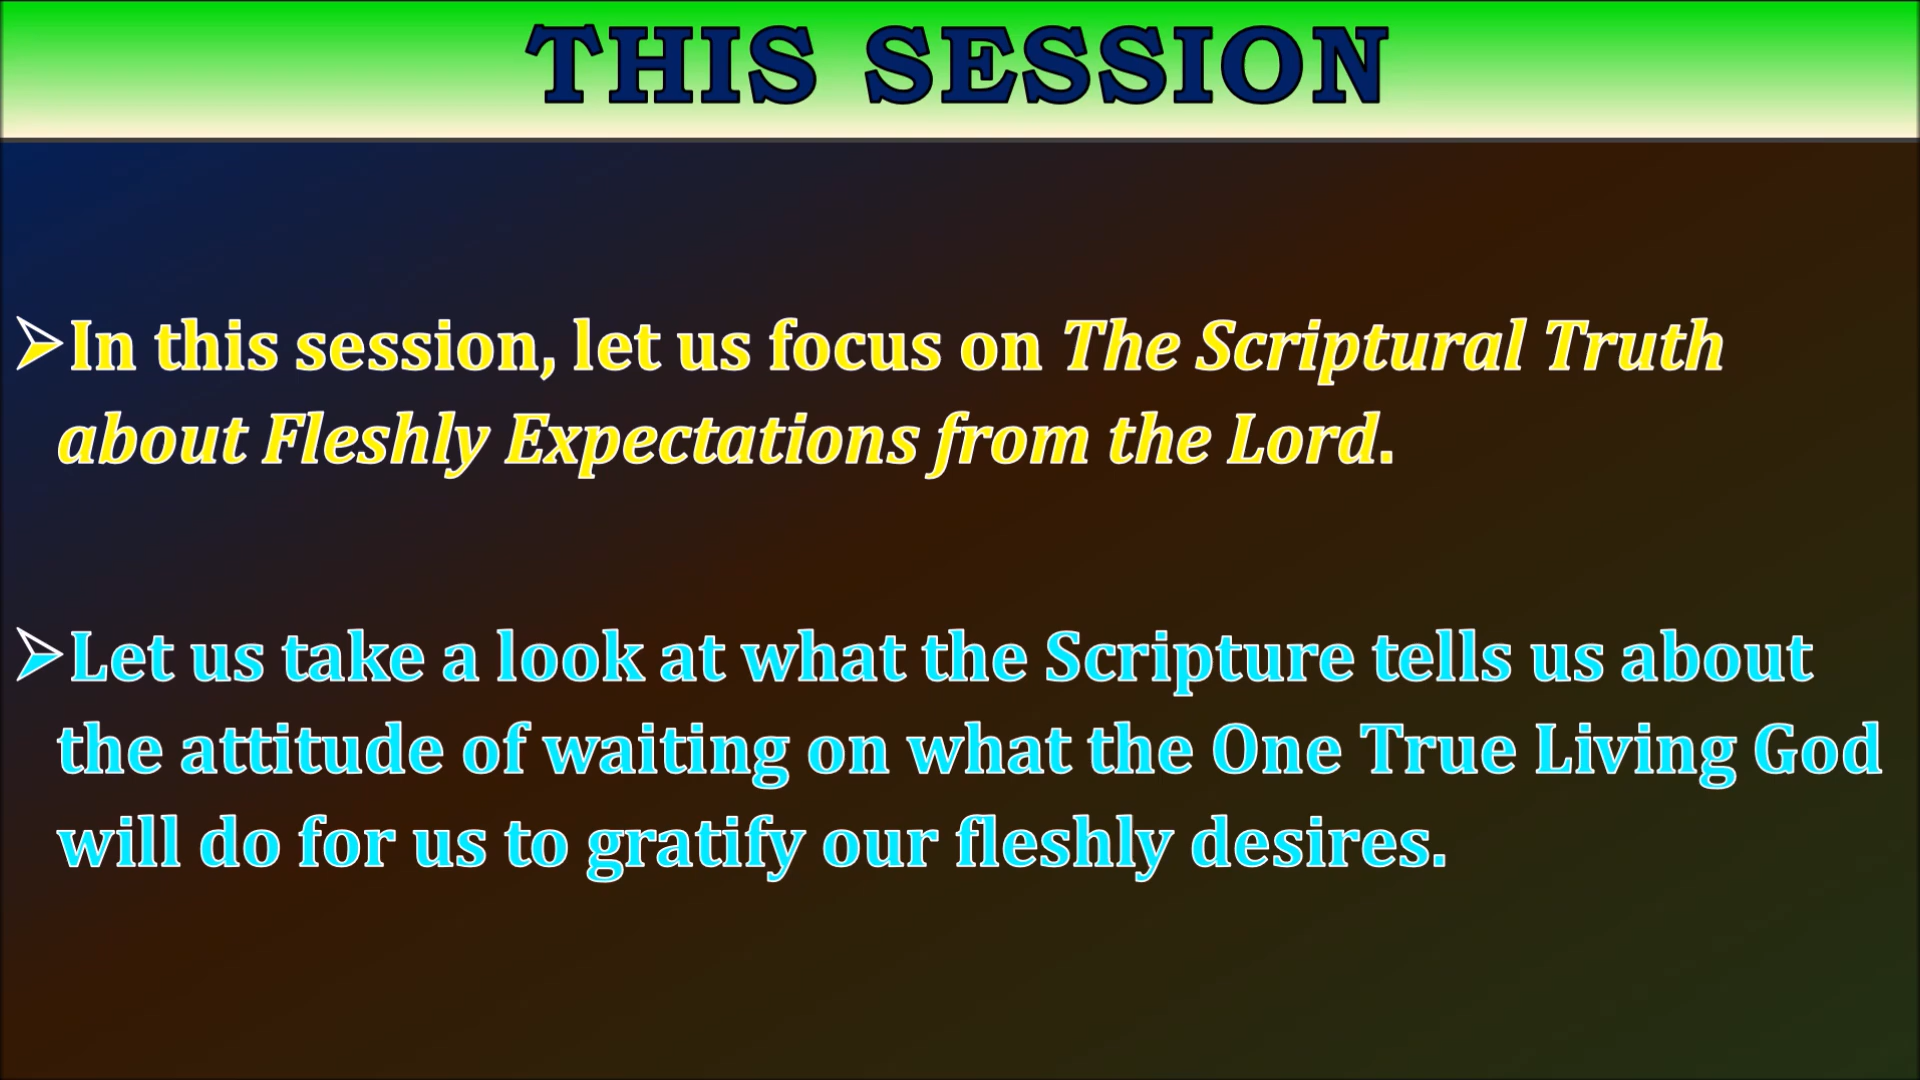 THIS SESSION
➢In this session, let us focus on The Scriptural Truth
about Fleshly Expectations from the Lord.
➢Let us take a look at what the Scripture tells us about
the attitude of waiting on what the One True Living God
will do for us to gratify our fleshly desires.